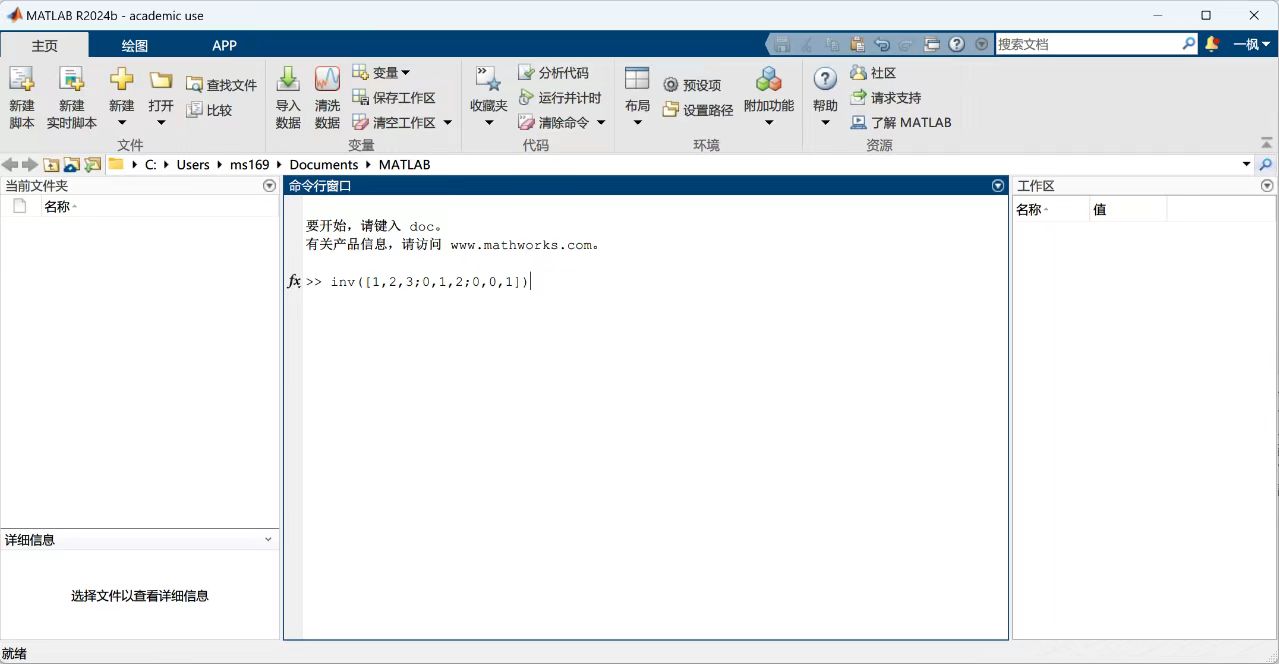 MATLAB R2024b - academic use
主页 绘图 APP
搜索文档
一枫
新建 脚本
新建 实时脚本
新建
打开
查找文件
比较
文件
导入 数据
清洗 数据
变量
保存工作区
清空工作区
变量
收藏夹
分析代码
运行并计时
清除命令
代码
布局
预设项
设置路径
附加功能
环境
帮助
社区
请求支持
了解 MATLAB
资源
C: Users ms169 Documents MATLAB
当前文件夹
名称
命令行窗口
要开始，请键入 doc。
有关产品信息，请访问 www.mathworks.com。
fx >> inv([1,2,3;0,1,2;0,0,1])
工作区
名称 值
详细信息
选择文件以查看详细信息
就绪